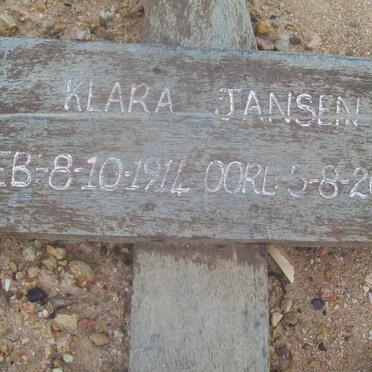 KLARA JANSEN
EB-8-10-1914 OORL 5-8-20